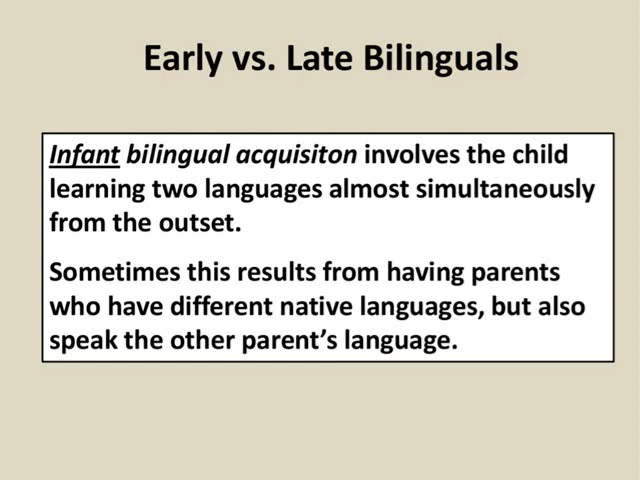 Early vs. Late Bilinguals
Infant bilingual acquisiton involves the child
learning two languages almost simultaneously
from the outset.
Sometimes this results from having parents
who have different native languages, but also
speak the other parent’s language.